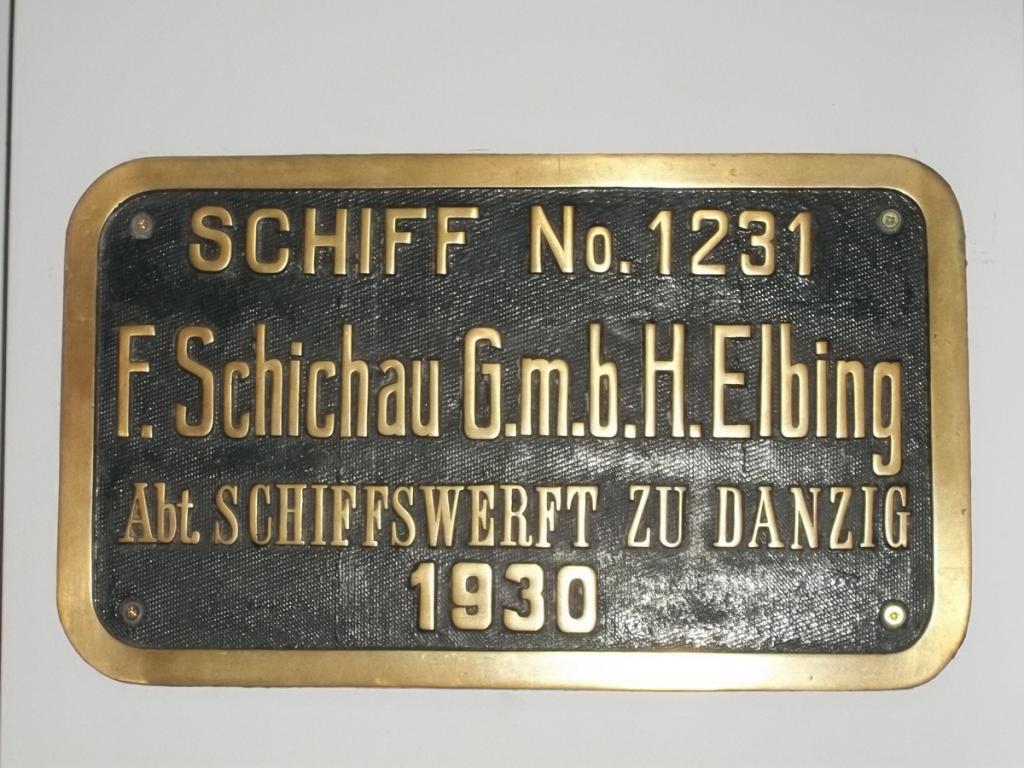 SCHIFF No. 1231
F. Schichau G.m.b.H. Elbing
Abt SCHIFFSWERFT ZU DANZIG
1930